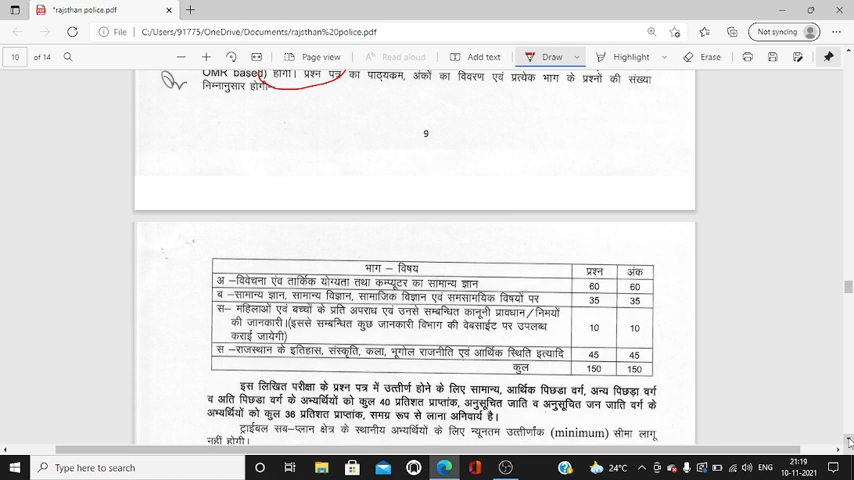 *rajsthan police.pdf
File
C:/Users/91775/OneDrive/Documents/rajsthan%20police.pdf
Not syncing
10 of 14
Page view
Read aloud
Add text
Draw
Highlight
Erase
OMR based) होगी। प्रश्न पत्र का पाठ्यक्रम, अंकों का विवरण एवं प्रत्येक भाग के प्रश्नों की संख्या
निम्नानुसार होगी-
9
भाग – विषय प्रश्न अंक
अ –विवेचना एंव तार्किक योग्यता तथा कम्प्यूटर का सामान्य ज्ञान 60 60
ब –सामान्य ज्ञान, सामान्य विज्ञान, सामाजिक विज्ञान एवं समसामयिक विषयों पर 35 35
स– महिलाओं एवं बच्चों के प्रति अपराध एवं उनसे सम्बन्धित कानूनी प्रावधान/निमयों
की जानकारी।(इससे सम्बन्धित कुछ जानकारी विभाग की वेबसाईट पर उपलब्ध 10 10
कराई जायेगी)
स –राजस्थान के इतिहास, संस्कृति, कला, भूगोल राजनीति एवं आर्थिक स्थिति इत्यादि 45 45
कुल 150 150
इस लिखित परीक्षा के प्रश्न पत्र में उत्तीर्ण होने के लिए सामान्य, आर्थिक पिछडा वर्ग, अन्य पिछड़ा वर्ग
व अति पिछडा वर्ग के अभ्यर्थियों को कुल 40 प्रतिशत प्राप्तांक, अनुसूचित जाति व अनुसूचित जन जाति वर्ग के
अभ्यर्थियों को कुल 36 प्रतिशत प्राप्तांक, समग्र रूप से लाना अनिवार्य है।
ट्राईबल सब–प्लान क्षेत्र के स्थानीय अभ्यर्थियों के लिए न्यूनतम उत्तीर्णांक (minimum) सीमा लागू
नहीं होगी।
Type here to search
24°C
ENG
21:19
10-11-2021